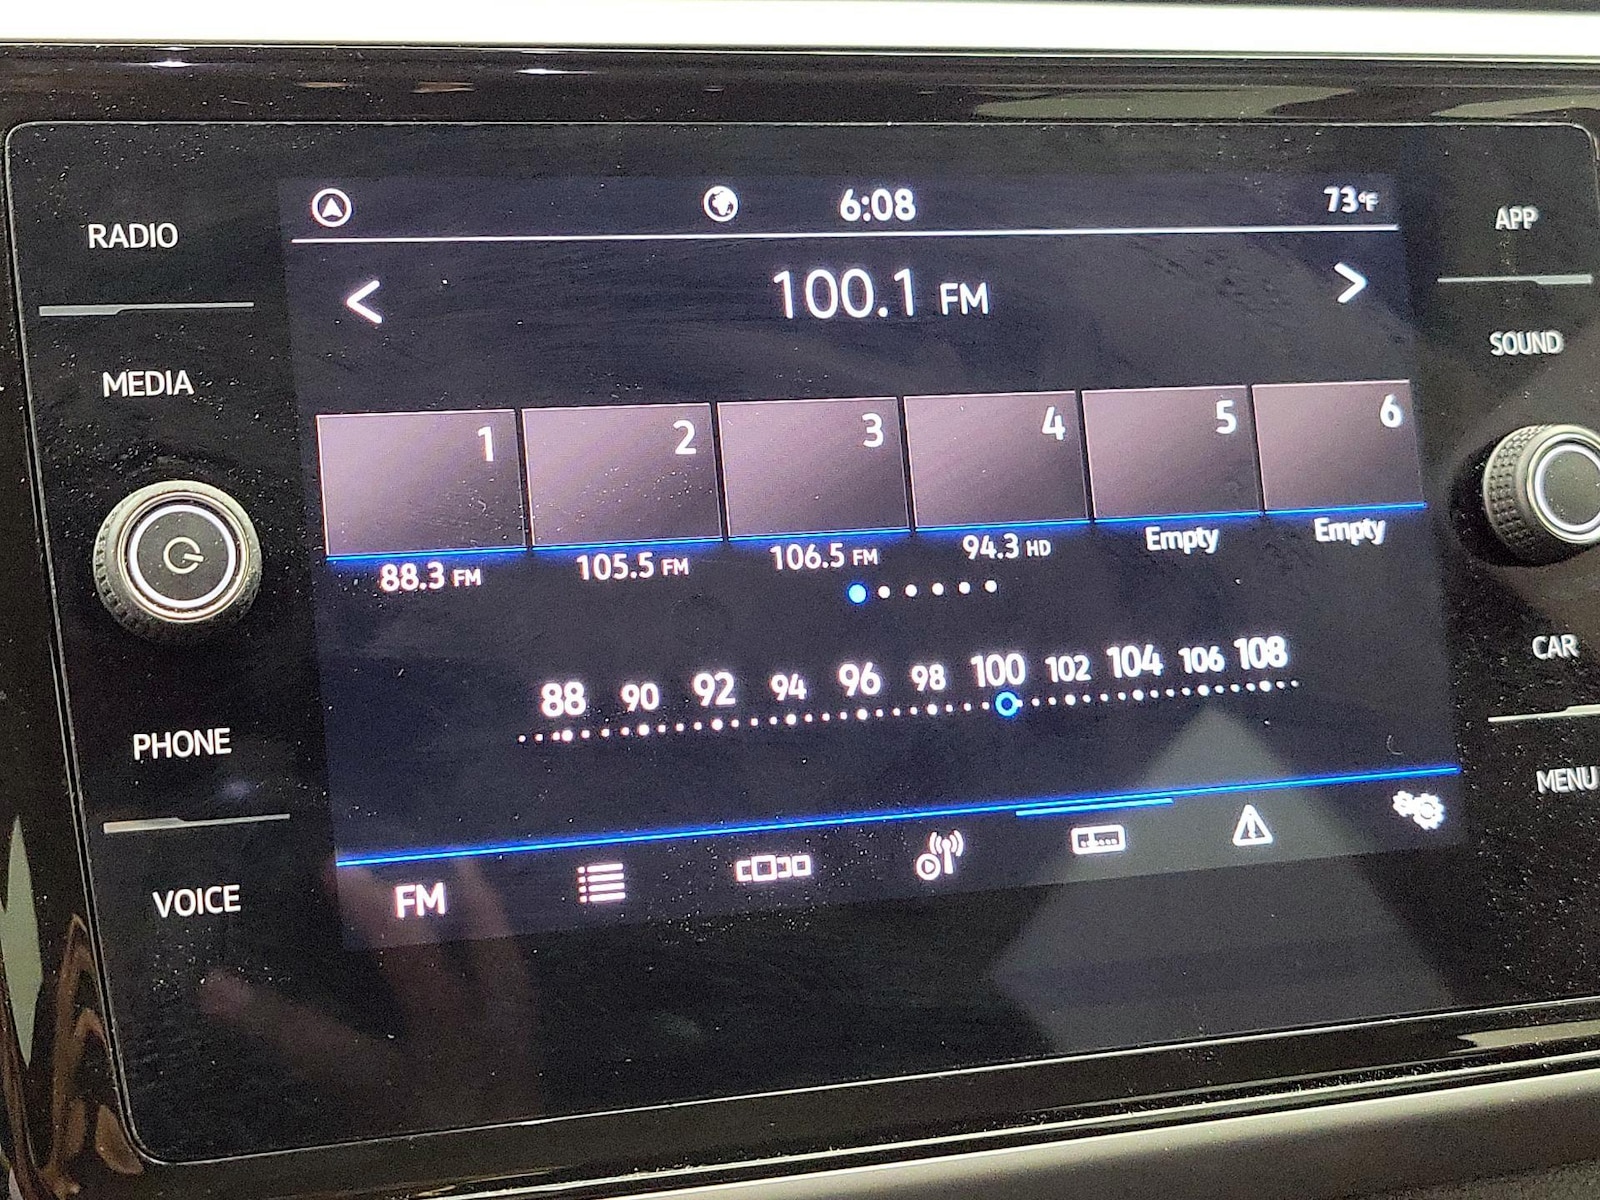 6:08
73°F
RADIO
APP
100.1 FM
MEDIA
SOUND
1 2 3 4 5 6
88.3 FM 105.5 FM 106.5 FM 94.3 HD Empty Empty
CAR
88 90 92 94 96 98 100 102 104 106 108
PHONE
MENU
FM
VOICE